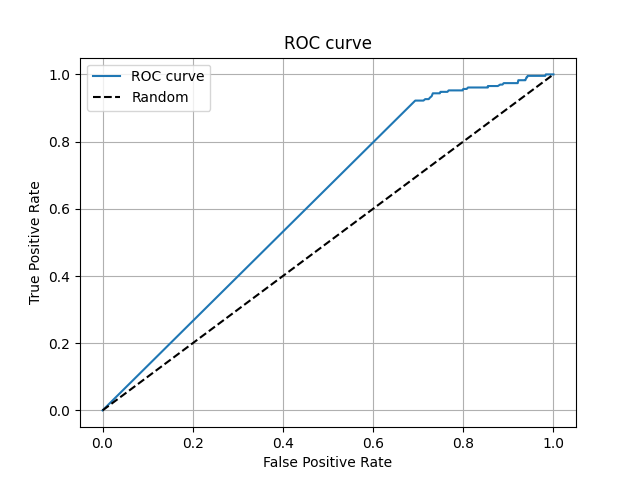 ROC curve
ROC curve
Random
True Positive Rate
1.0
0.8
0.6
0.4
0.2
0.0
0.0 0.2 0.4 0.6 0.8 1.0
False Positive Rate